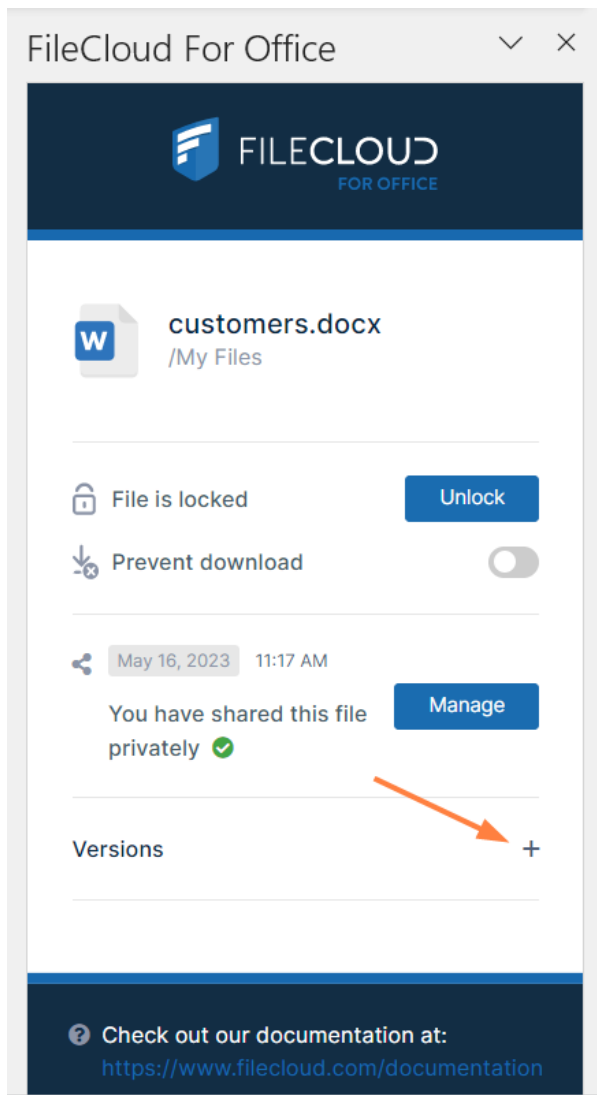 FileCloud For Office
FILECLOUD
FOR OFFICE
W
customers.docx
/My Files
File is locked
Unlock
Prevent download
May 16, 2023 11:17 AM
You have shared this file
privately
Manage
Versions +
? Check out our documentation at:
https://www.filecloud.com/documentation